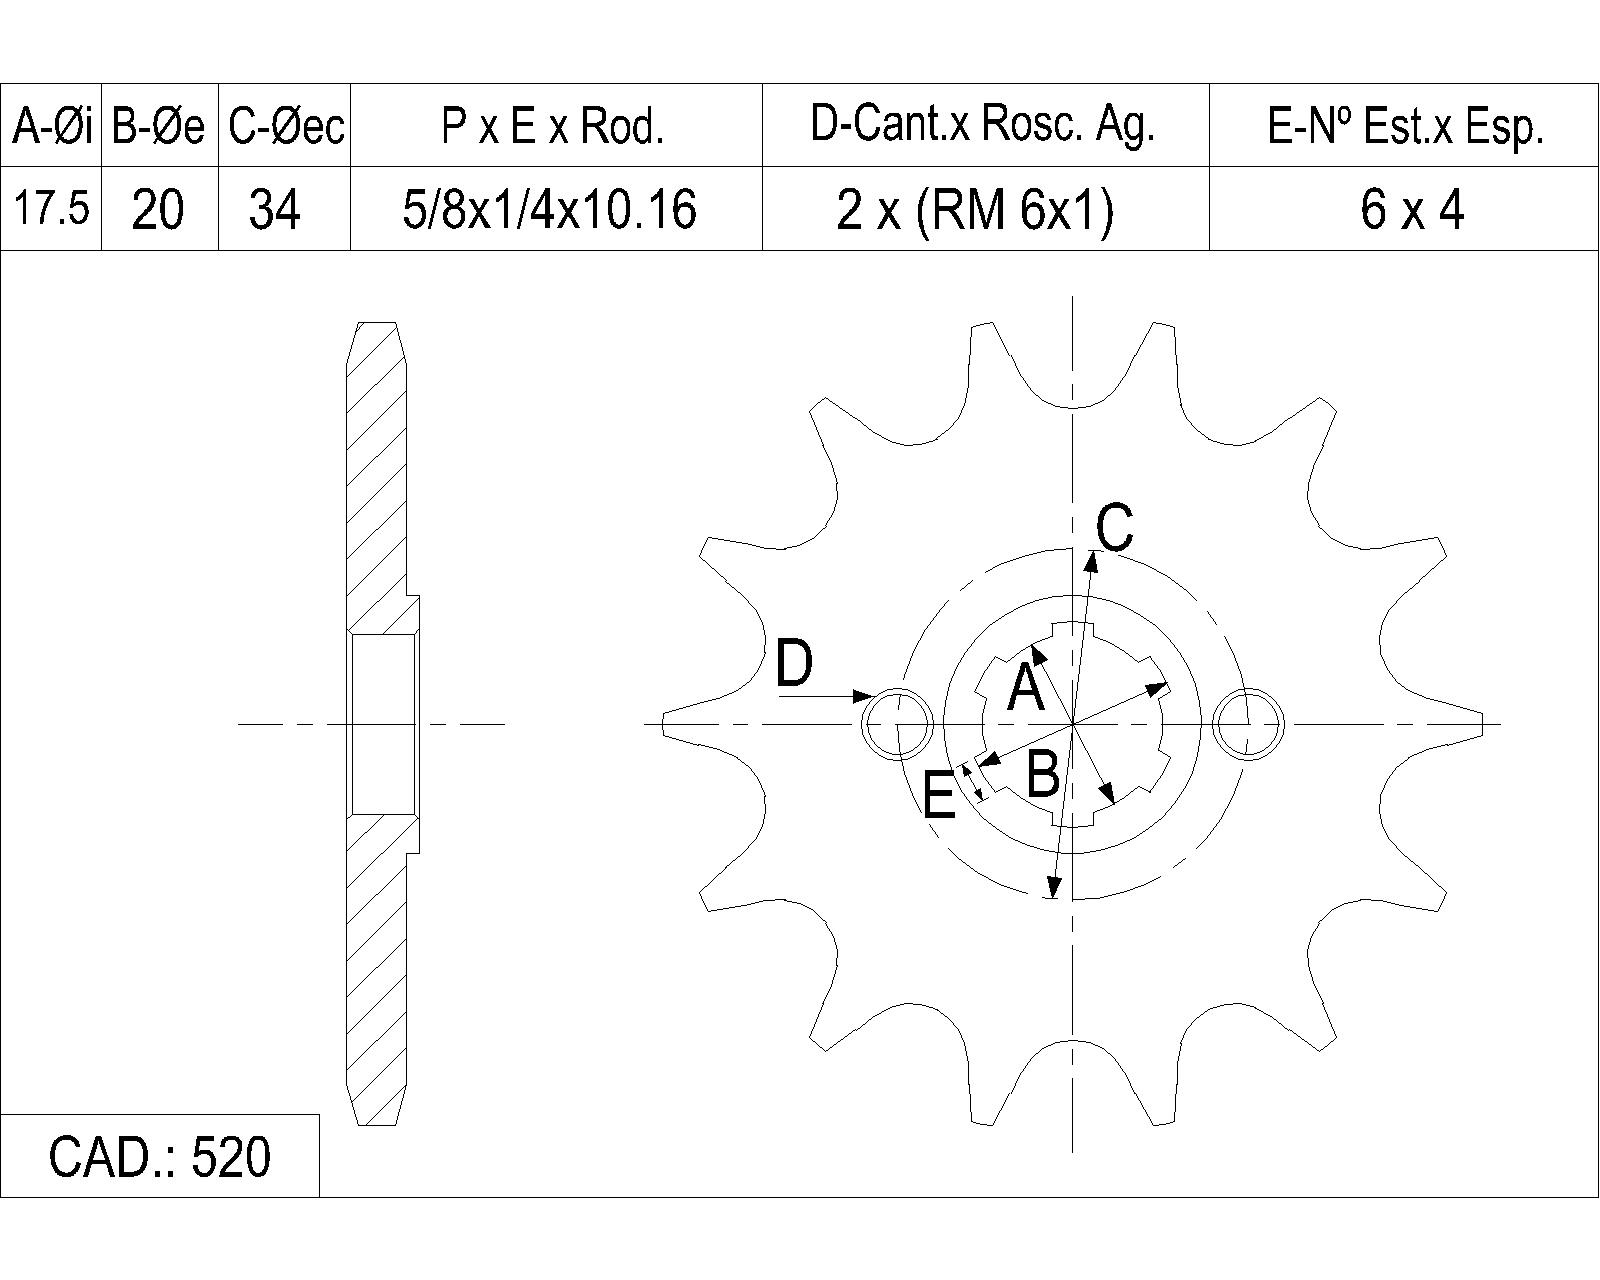 A-Øi B-Øe C-Øec P x E x Rod. D-Cant.x Rosc. Ag. E-Nº Est.x Esp.
17.5 20 34 5/8x1/4x10.16 2 x (RM 6x1) 6 x 4
C
D
A
B
E
CAD.: 520